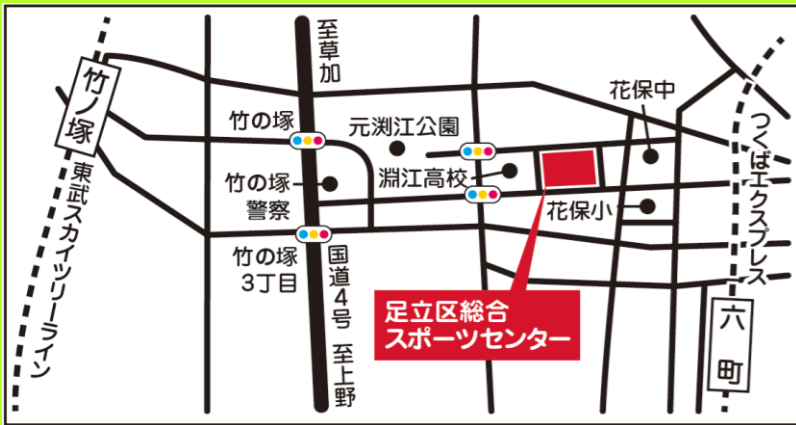 至草加
竹ノ塚
東武スカイツリーライン
竹の塚
元渕江公園
花保中
つくばエクスプレス
竹の塚
警察
淵江高校
花保小
竹の塚
3丁目
国道4号 至上野
足立区総合
スポーツセンター
六町